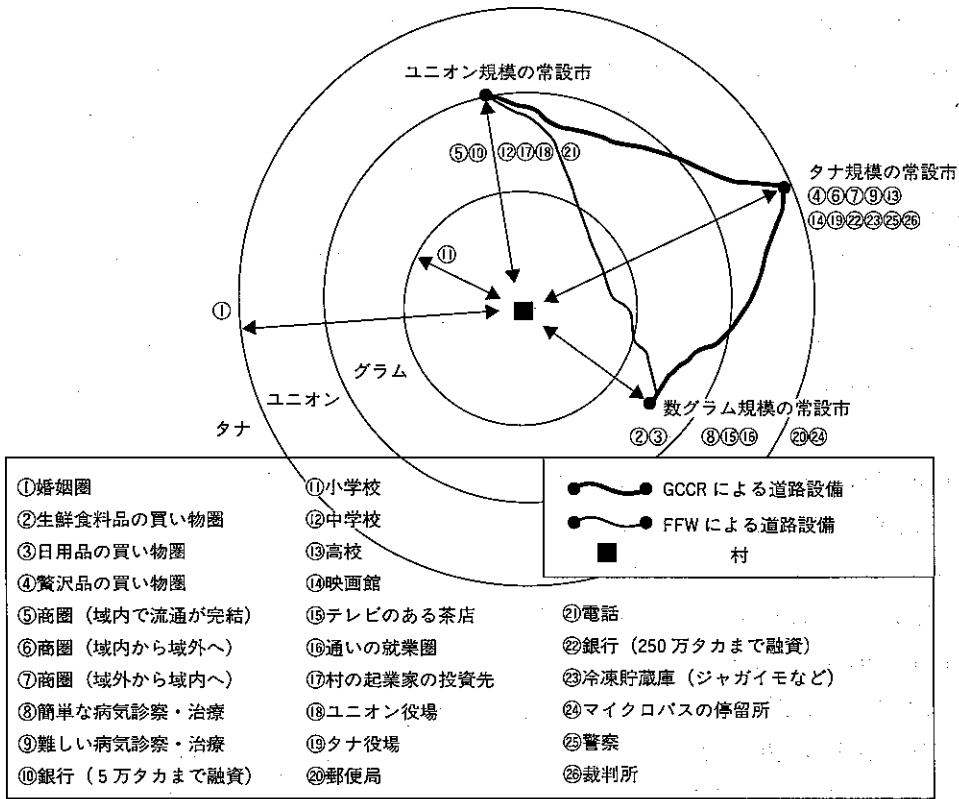 ユニオン規模の常設市
⑤⑩ ⑫⑰⑱ ㉑
タナ規模の常設市
④⑥⑦⑨⑬
⑭⑲㉒㉓㉕㉖
⑪
①
グラム
ユニオン
タナ
数グラム規模の常設市
②③ ⑧⑮⑯ ⑳㉔
①婚姻圏
②生鮮食料品の買い物圏
③日用品の買い物圏
④贅沢品の買い物圏
⑤商圏（域内で流通が完結）
⑥商圏（域内から域外へ）
⑦商圏（域外から域内へ）
⑧簡単な病気診察・治療
⑨難しい病気診察・治療
⑩銀行（5万タカまで融資）
⑪小学校
⑫中学校
⑬高校
⑭映画館
⑮テレビのある茶店
⑯通いの就業圏
⑰村の起業家の投資先
⑱ユニオン役場
⑲タナ役場
⑳郵便局
㉑電話
㉒銀行（250万タカまで融資）
㉓冷凍貯蔵庫（ジャガイモなど）
㉔マイクロバスの停留所
㉕警察
㉖裁判所
GCCRによる道路設備
FFWによる道路設備
村